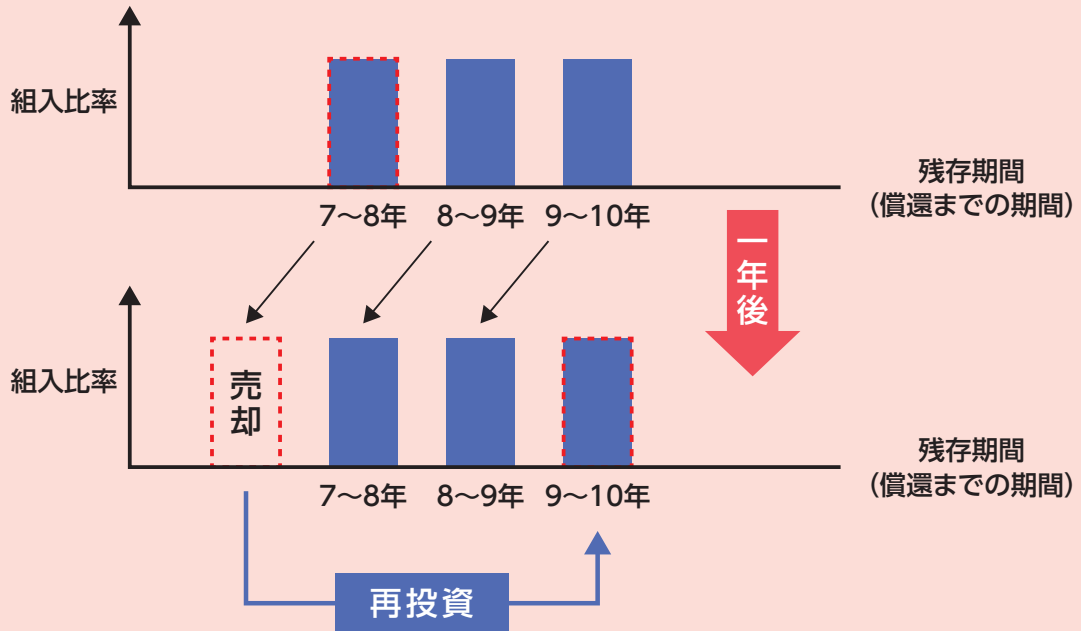 組入比率
残存期間
(償還までの期間)
7〜8年
8〜9年
9〜10年
一年後
組入比率
売却
残存期間
(償還までの期間)
7〜8年
8〜9年
9〜10年
再投資